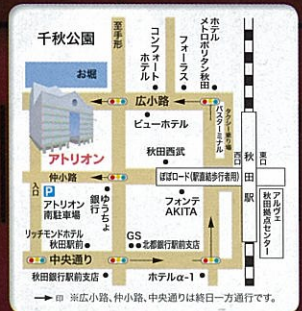 千秋公園
至手形
コンフォートホテル
フォーラス
ホテルメトロポリタン秋田
お堀
広小路
タクシー乗り場
バスターミナル
ビューホテル
秋田西武
アトリオン
西口
秋田駅
東口
仲小路
ぽぽロード(駅直結歩行者用)
入口
P
アトリオン
南駐車場
ゆうちょ銀行
フォンテ
AKITA
アルヴェ
秋田拠点センター
リッチモンドホテル
秋田駅前
GS
北都銀行駅前支店
中央通り
秋田銀行駅前支店
ホテルα-1
※広小路、仲小路、中央通りは終日一方通行です。